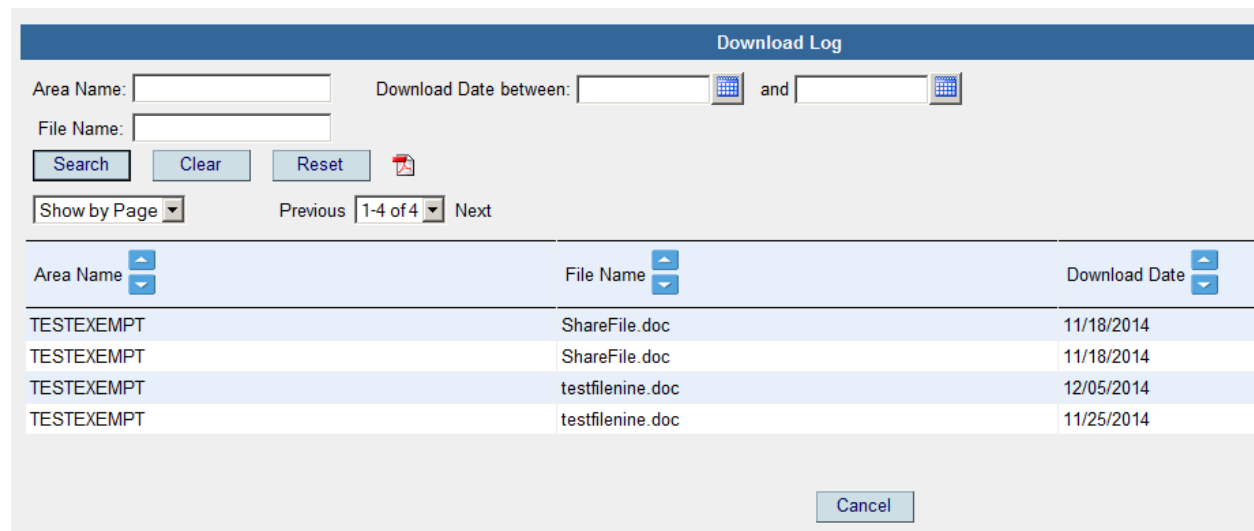 Download Log
Area Name: Download Date between: and
File Name:
Search Clear Reset
Show by Page Previous 1-4 of 4 Next
Area Name File Name Download Date
TESTEXEMPT ShareFile.doc 11/18/2014
TESTEXEMPT ShareFile.doc 11/18/2014
TESTEXEMPT testfilenine.doc 12/05/2014
TESTEXEMPT testfilenine.doc 11/25/2014
Cancel